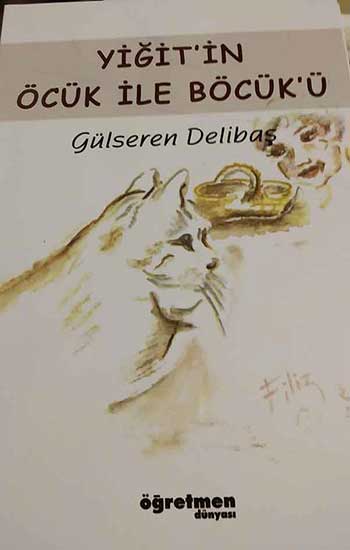 YİĞİT'İN
ÖCÜK İLE BÖCÜK'Ü
Gülseren Delibaş
Filiz
öğretmen
dünyası